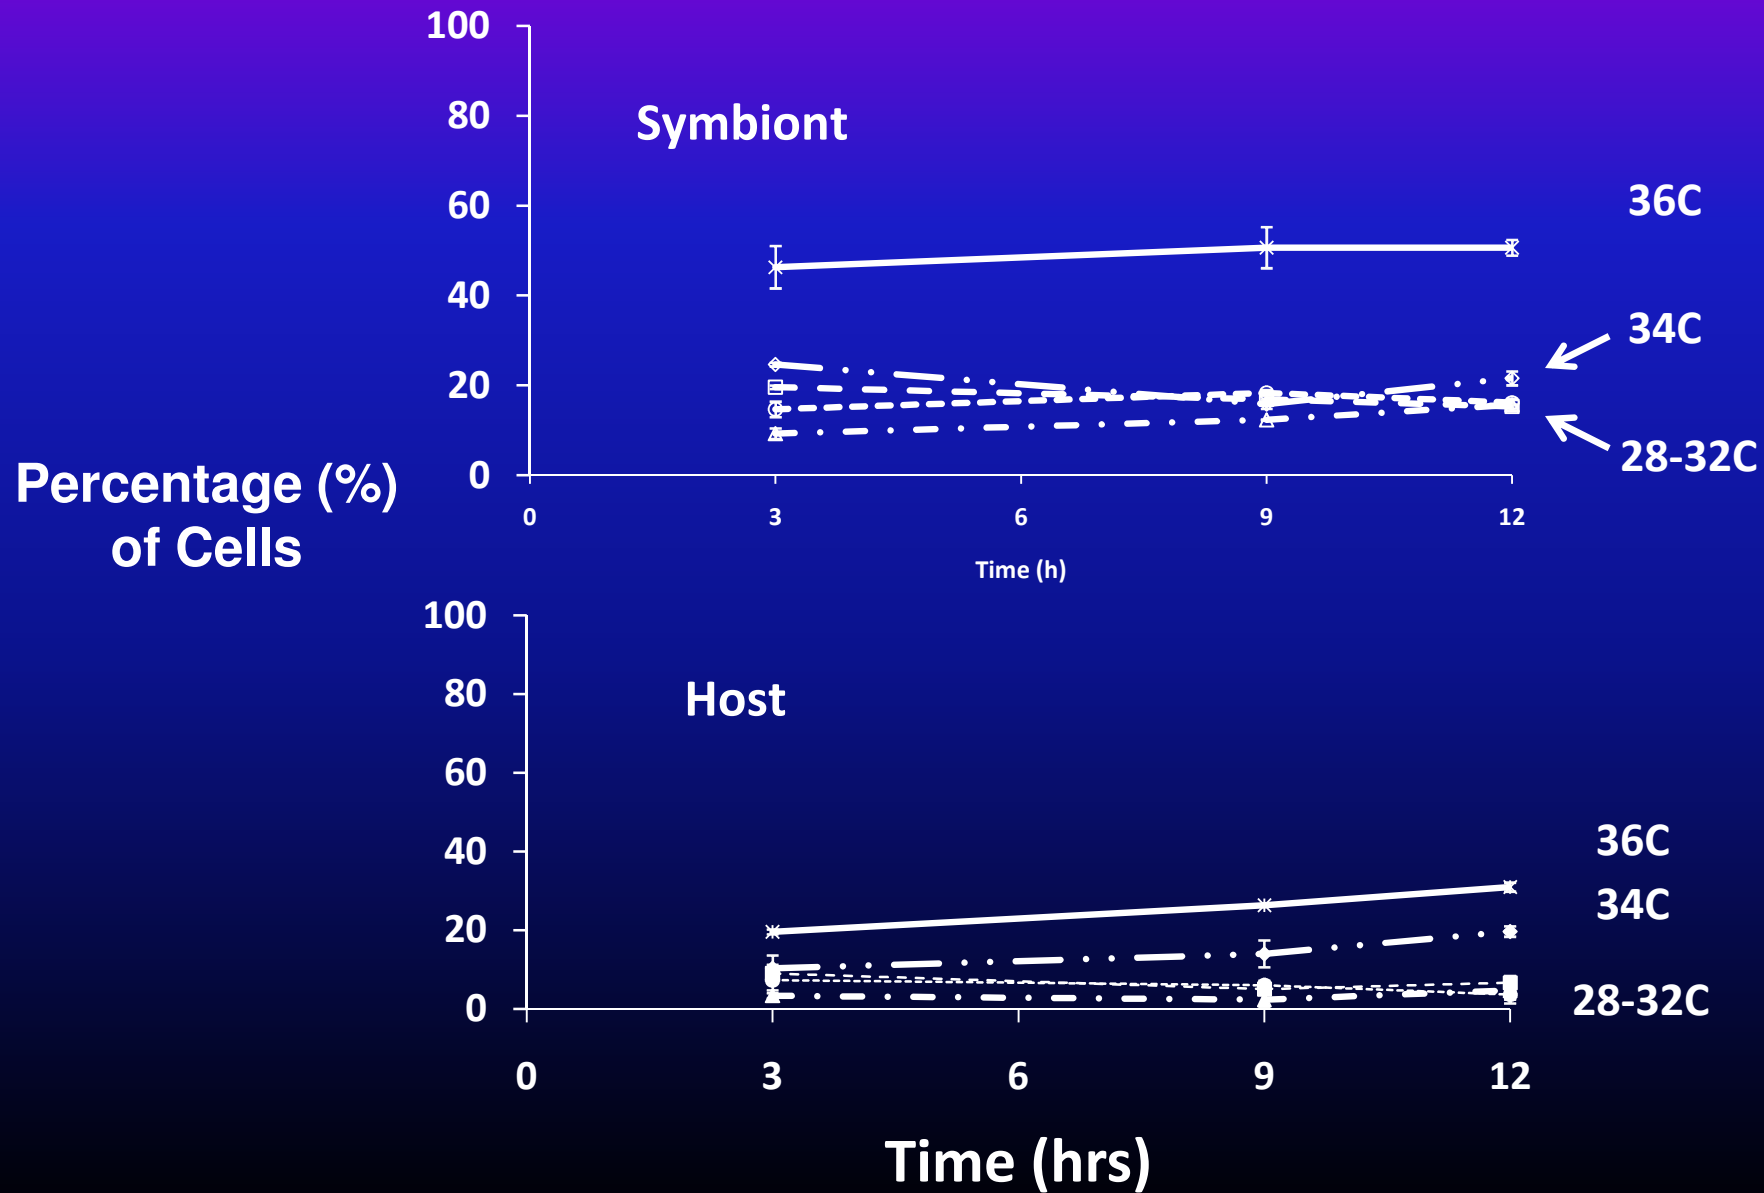 100
80
60
40
20
0
Symbiont
36C
34C
28-32C
0 3 6 9 12
Time (h)
Percentage (%)
of Cells
100
80
60
40
20
0
Host
36C
34C
28-32C
0 3 6 9 12
Time (hrs)